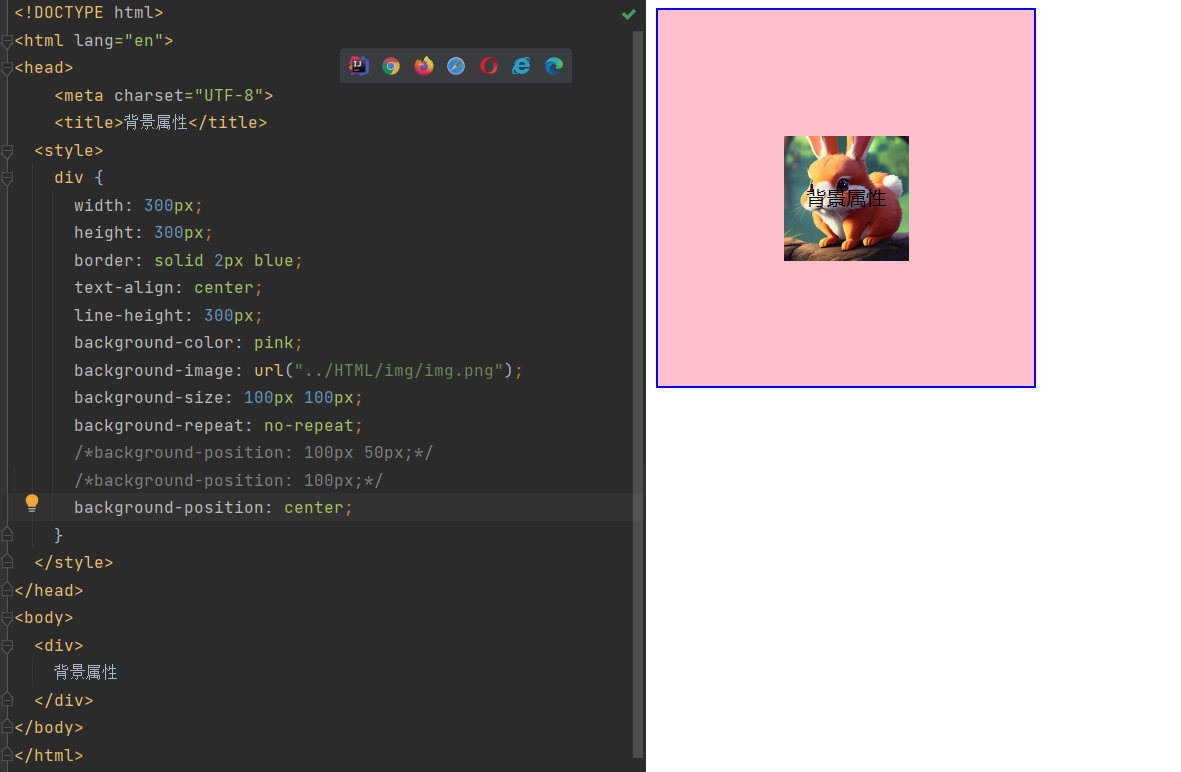 <!DOCTYPE html>
<html lang="en">
<head>
    <meta charset="UTF-8">
    <title>背景属性</title>
  <style>
    div {
      width: 300px;
      height: 300px;
      border: solid 2px blue;
      text-align: center;
      line-height: 300px;
      background-color: pink;
      background-image: url("../HTML/img/img.png");
      background-size: 100px 100px;
      background-repeat: no-repeat;
      /*background-position: 100px 50px;*/
      /*background-position: 100px;*/
      background-position: center;
    }
  </style>
</head>
<body>
  <div>
    背景属性
  </div>
</body>
</html>
背景属性